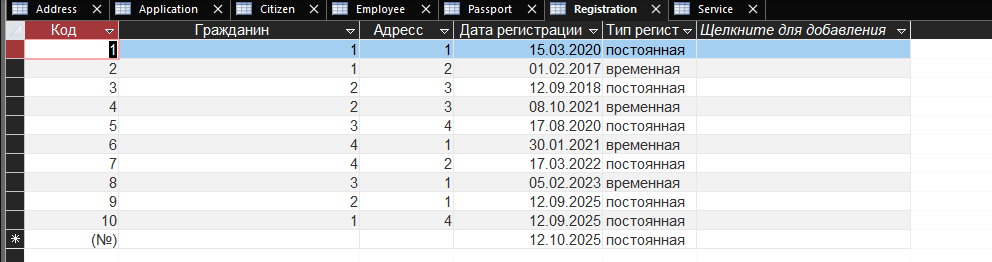 Address Application Citizen Employee Passport Registration Service
Код Гражданин Адресс Дата регистрации Тип регист Щелкните для добавления
1 1 1 15.03.2020 постоянная
2 1 2 01.02.2017 временная
3 2 3 12.09.2018 постоянная
4 2 3 08.10.2021 временная
5 3 4 17.08.2020 постоянная
6 4 1 30.01.2021 временная
7 4 2 17.03.2022 постоянная
8 3 1 05.02.2023 временная
9 2 1 12.09.2025 постоянная
10 1 4 12.09.2025 постоянная
(№) 12.10.2025 постоянная